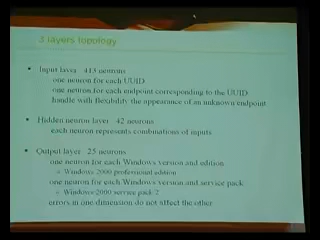 3 layers topology
Input layer 413 neurons
one neuron for each UUID
one neuron for each endpoint corresponding to the UUID
handle with flexibility the appearance of an unknown endpoint
Hidden neuron layer 42 neurons
each neuron represents combinations of inputs
Output layer 25 neurons
one neuron for each Windows version and edition
Windows 2000 professional edition
one neuron for each Windows version and service pack
Windows 2000 service pack 2
errors in one dimension do not affect the other